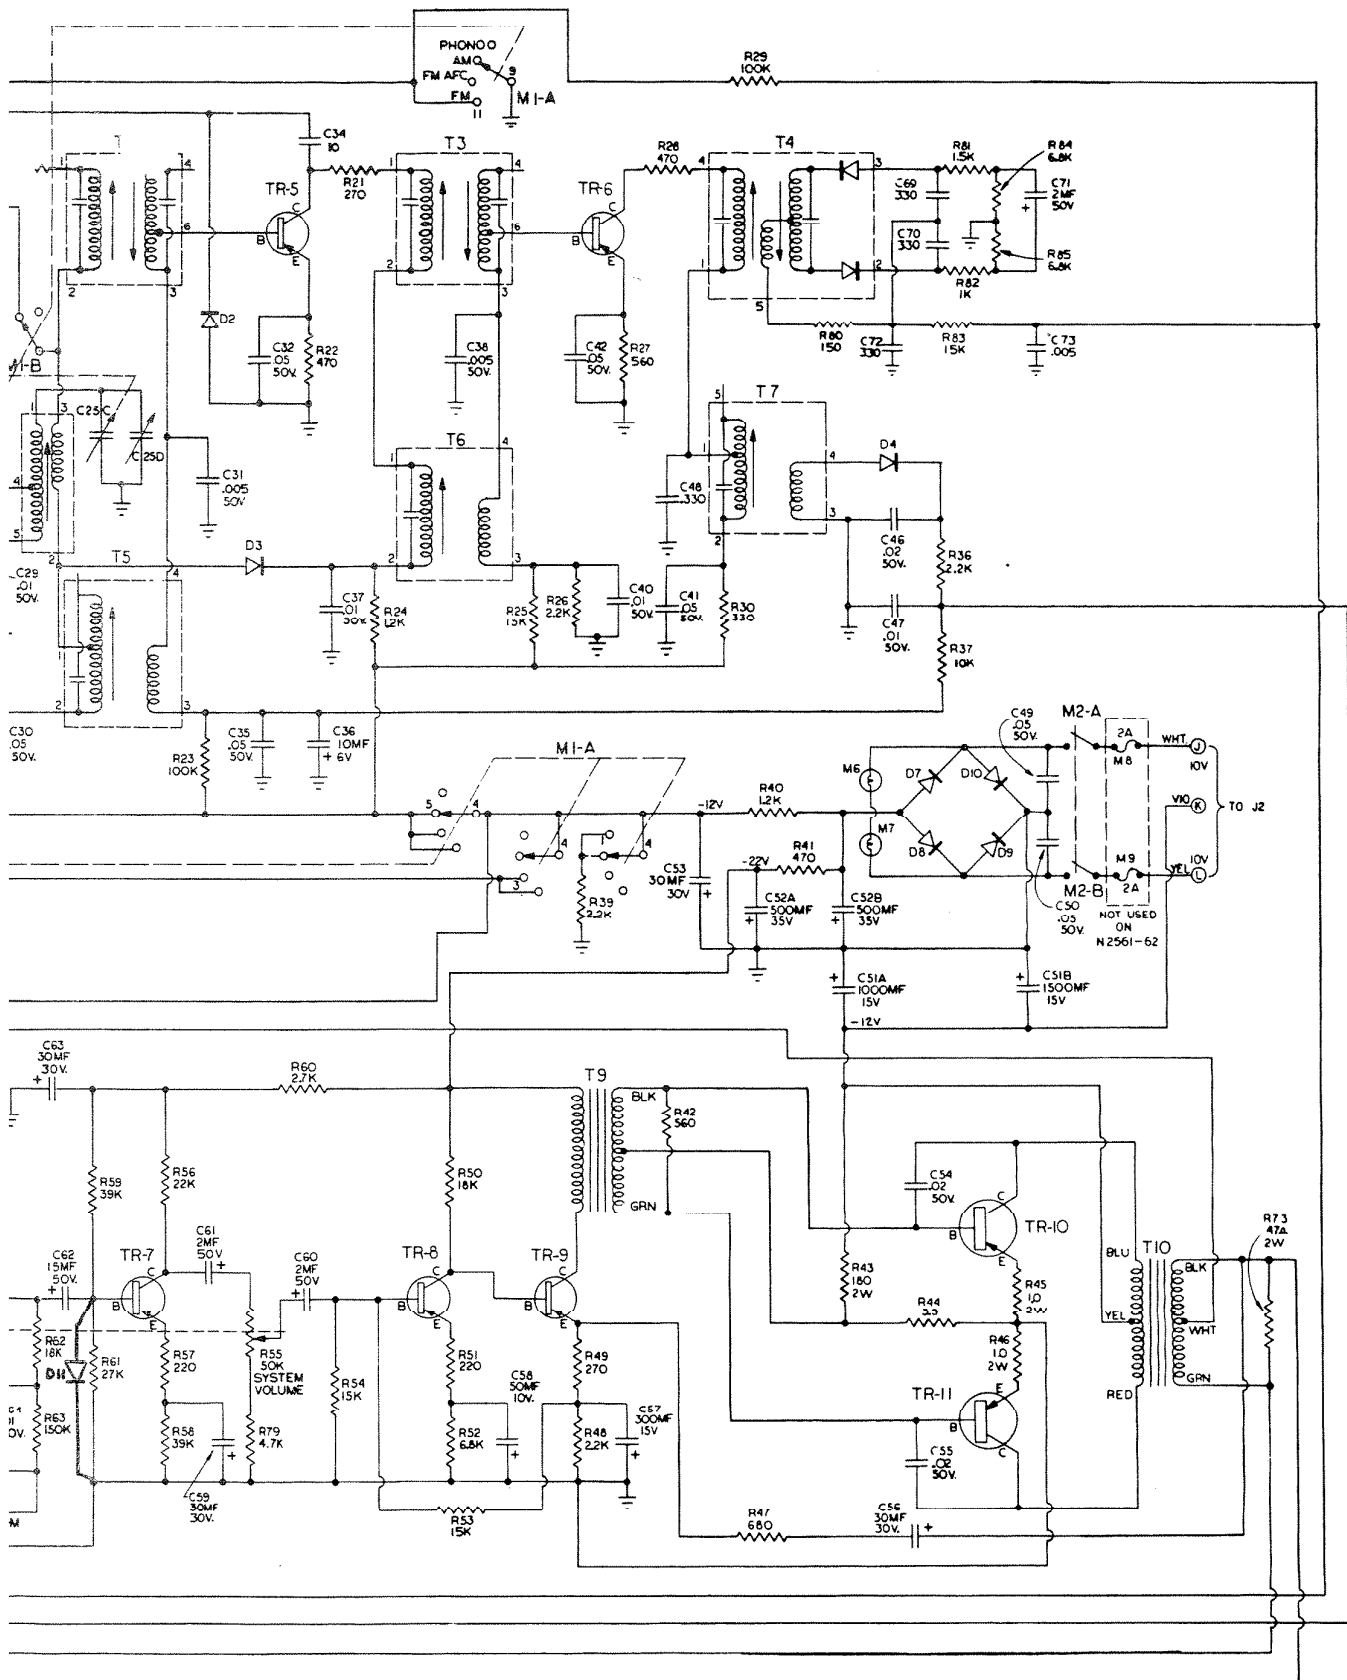 PHONO O
AM
FM AFC
FM
9
11
M1-A
R29
100K
C34
10
T3
R28
470
T4
R81
1.5K
R84
6.8K
R21
270
TR-5
TR-6
C69
330
C71
2MF
50V
C70
330
R85
6.8K
R82
1K
D2
C32
.05
50V.
R22
470
C38
.005
50V.
C42
.05
50V.
R27
560
R80
150
C72
330
R83
15K
C73
.005
C25C
C25D
C31
.005
50V
T6
T7
D4
C48
.330
C46
.02
50V.
R36
2.2K
T5
D3
C29
.01
50V.
C37
.01
50V.
R24
1.2K
R25
15K
R26
2.2K
C40
.01
50V.
C41
.05
50V.
R30
330
C47
.01
50V.
R37
10K
C30
.05
50V.
R23
100K
C35
.05
50V.
C36
10MF
6V
M1-A
C49
.05
50V.
M2-A
2A
M8
WHT.
J
10V
M6
D7
D10
VIO
K
TO J2
M7
D8
D9
M9
2A
YEL
10V
L
M2-B
C50
.05
50V.
NOT USED
ON
N2561-62
-12V
R40
1.2K
-22V
R41
470
R39
2.2K
C53
30MF
30V
C52A
500MF
35V
C52B
500MF
35V
C51A
1000MF
15V
C51B
1500MF
15V
-12V
C63
30MF
30V.
R60
2.7K
T9
BLK
R42
560
GRN
R59
39K
R56
22K
R50
18K
C54
.02
50V.
TR-10
R73
47Ω
2W
C62
15MF
50V.
TR-7
C61
2MF
50V
C60
2MF
50V
TR-8
TR-9
R43
180
2W
R45
1.0
2W
BLU
T10
BLK
YEL
WHT
RED
GRN
R44
R46
1.0
2W
R62
18K
D11
R61
27K
R57
220
R55
50K
SYSTEM
VOLUME
R54
15K
R51
220
C58
50MF
10V.
R49
270
TR-11
R63
150K
R58
39K
R79
4.7K
R52
6.8K
R48
2.2K
C57
300MF
15V
C55
.02
50V.
C59
30MF
30V.
R53
15K
R47
680
C56
30MF
30V.